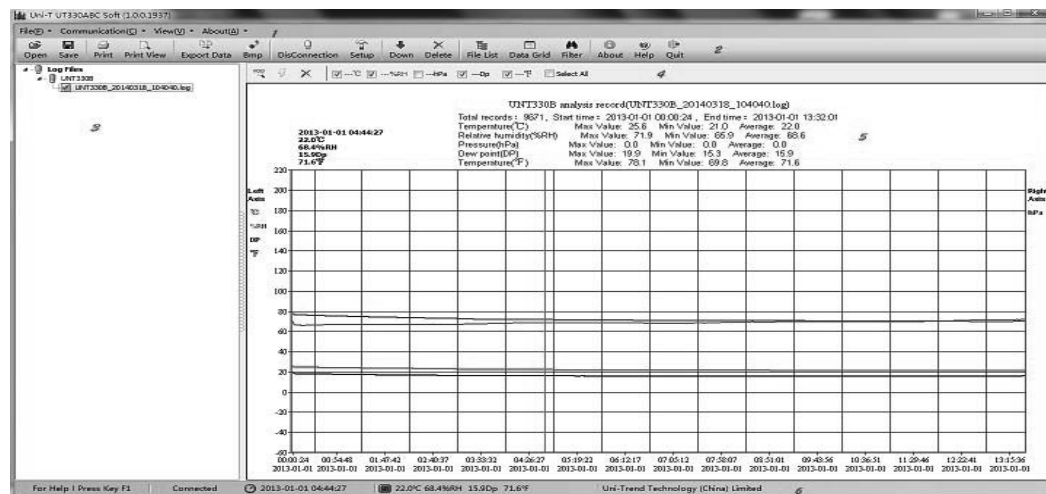 Uni-T UT330ABC Soft (1.0.0.1937)
File(F) Communication(C) View(V) About(A) 1
Open Save Print Print View Export Data Bmp DisConnection Setup Down Delete File List Data Grid Filter About Help Quit 2
Log Files
UNT330B
UNT330B_20140318_104040.log
3
---°C ---%RH ---hPa ---Dp ---°F Select All 4
UNT330B analysis record(UNT330B_20140318_104040.log)
Total records: 9671, Start time: 2013-01-01 00:00:24, End time: 2013-01-01 13:32:01
Temperature(°C) Max Value: 25.6 Min Value: 21.0 Average: 22.0
Relative humidity(%RH) Max Value: 71.9 Min Value: 65.9 Average: 68.6
Pressure(hPa) Max Value: 0.0 Min Value: 0.0 Average: 0.0
Dew point(DP) Max Value: 19.9 Min Value: 15.3 Average: 15.9
Temperature(°F) Max Value: 78.1 Min Value: 69.8 Average: 71.6
5
2013-01-01 04:44:27
22.0°C
68.4%RH
15.9Dp
71.6°F
Left
Axis
°C
%RH
DP
°F
220
200
180
160
140
120
100
80
60
40
20
0
-20
-40
-60
Right
Axis
hPa
00:00:24 00:54:48 01:47:42 02:40:37 03:33:32 04:26:27 05:19:22 06:12:17 07:05:12 07:58:07 08:51:01 09:43:56 10:36:51 11:29:46 12:22:41 13:15:36
2013-01-01 2013-01-01 2013-01-01 2013-01-01 2013-01-01 2013-01-01 2013-01-01 2013-01-01 2013-01-01 2013-01-01 2013-01-01 2013-01-01 2013-01-01 2013-01-01 2013-01-01 2013-01-01
For Help ! Press Key F1 Connected 2013-01-01 04:44:27 22.0°C 68.4%RH 15.9Dp 71.6°F Uni-Trend Technology (China) Limited 6